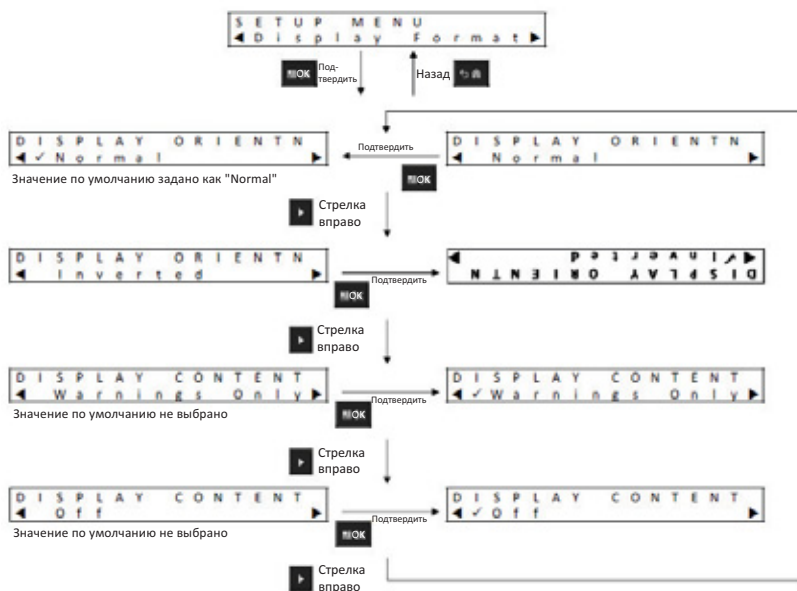 SETUP MENU
◀Display Format▶
OK
Под-
твердить
Назад
DISPLAY ORIENTN
◀✓Normal▶
Подтвердить
DISPLAY ORIENTN
◀ Normal▶
OK
Значение по умолчанию задано как "Normal"
Стрелка
вправо
DISPLAY ORIENTN
◀ Inverted▶
Подтвердить
OK
DISPLAY ORIENTN
◀✓Inverted▶
Стрелка
вправо
DISPLAY CONTENT
◀ Warnings Only▶
Подтвердить
OK
DISPLAY CONTENT
◀✓Warnings Only▶
Значение по умолчанию не выбрано
Стрелка
вправо
DISPLAY CONTENT
◀ Off▶
Подтвердить
OK
DISPLAY CONTENT
◀✓Off▶
Значение по умолчанию не выбрано
Стрелка
вправо